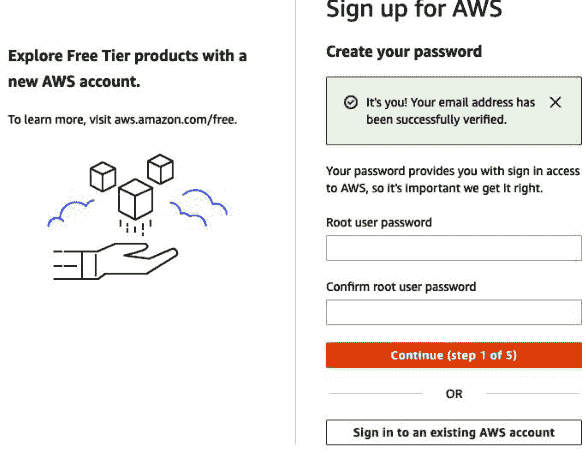 Explore Free Tier products with a
new AWS account.
To learn more, visit aws.amazon.com/free.
Sign up for AWS
Create your password
It's you! Your email address has
been successfully verified.
Your password provides you with sign in access
to AWS, so it's important we get it right.
Root user password
Confirm root user password
Continue (step 1 of 5)
OR
Sign in to an existing AWS account